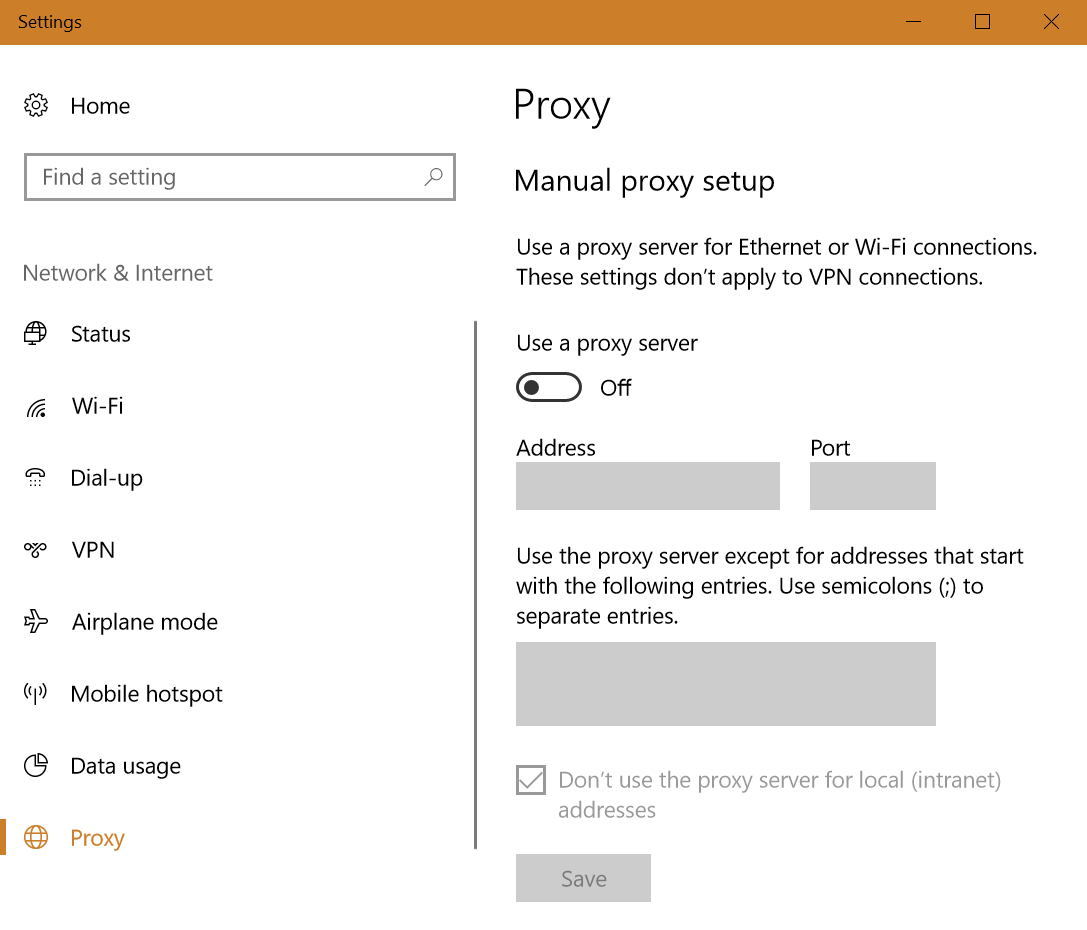 Settings
Home
Find a setting
Network & Internet
Status
Wi-Fi
Dial-up
VPN
Airplane mode
Mobile hotspot
Data usage
Proxy
Proxy
Manual proxy setup
Use a proxy server for Ethernet or Wi-Fi connections.
These settings don’t apply to VPN connections.
Use a proxy server
Off
Address Port
Use the proxy server except for addresses that start
with the following entries. Use semicolons (;) to
separate entries.
Don’t use the proxy server for local (intranet)
addresses
Save